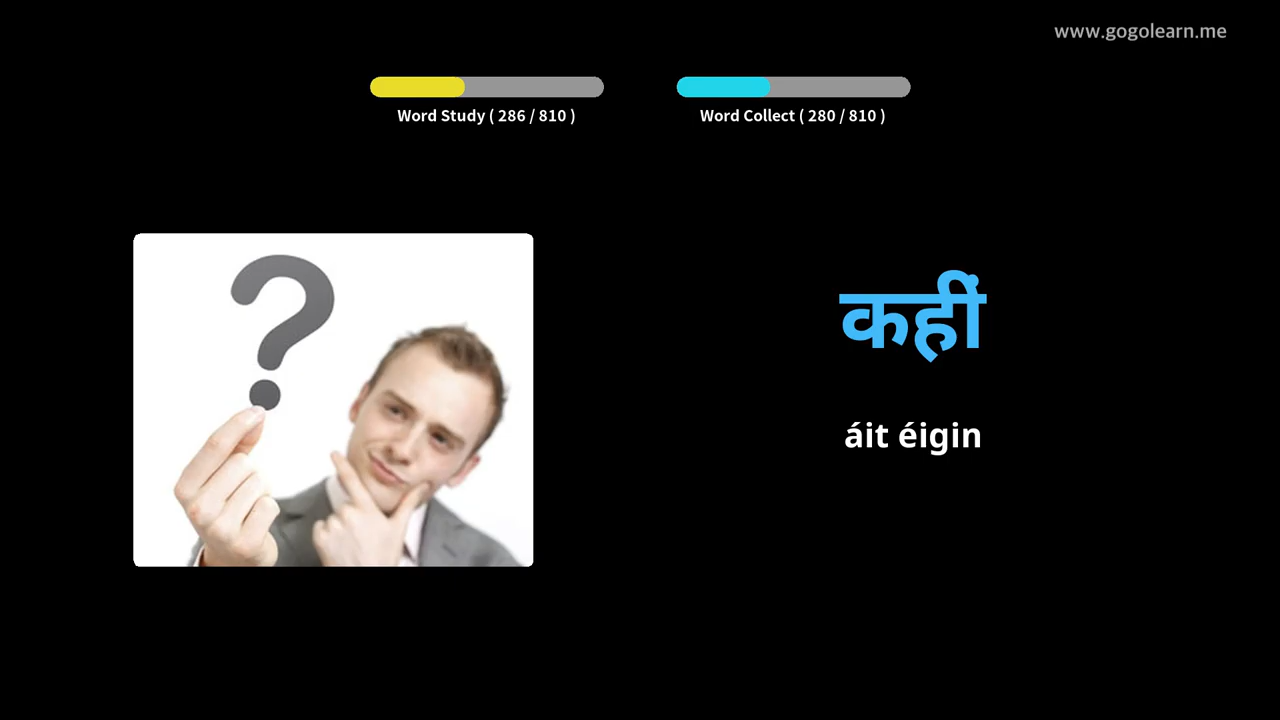 www.gogolearn.me
Word Study ( 286 / 810 )
Word Collect ( 280 / 810 )
कहीं
áit éigin